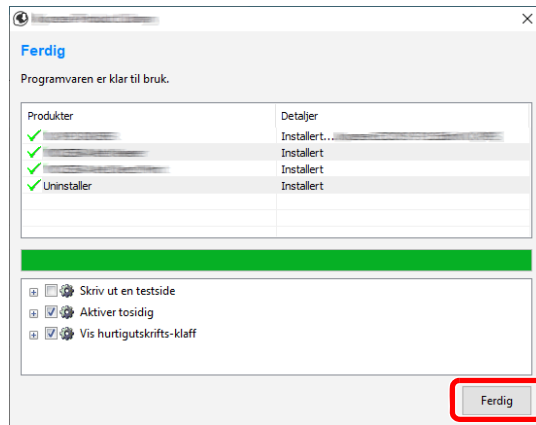 Ferdig
Programvaren er klar til bruk.
Produkter Detaljer
Installert...
Installert
Installert
Uninstaller Installert
Skriv ut en testside
Aktiver tosidig
Vis hurtigutskrifts-klaff
Ferdig